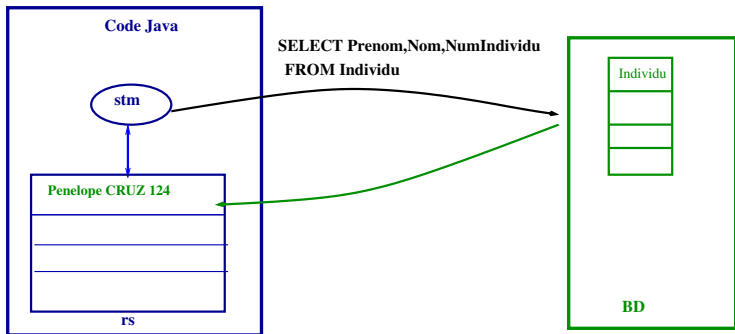 Code Java
SELECT Prenom,Nom,NumIndividu
FROM Individu
Individu
stm
Penelope CRUZ 124
BD
rs